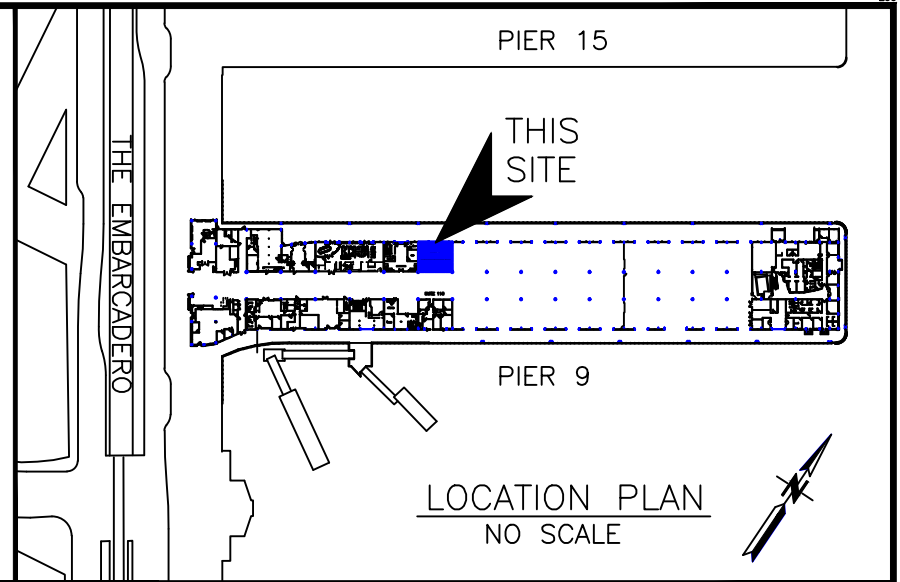 PIER 15
THIS
SITE
THE EMBARCADERO
PIER 9
LOCATION PLAN
NO SCALE
N